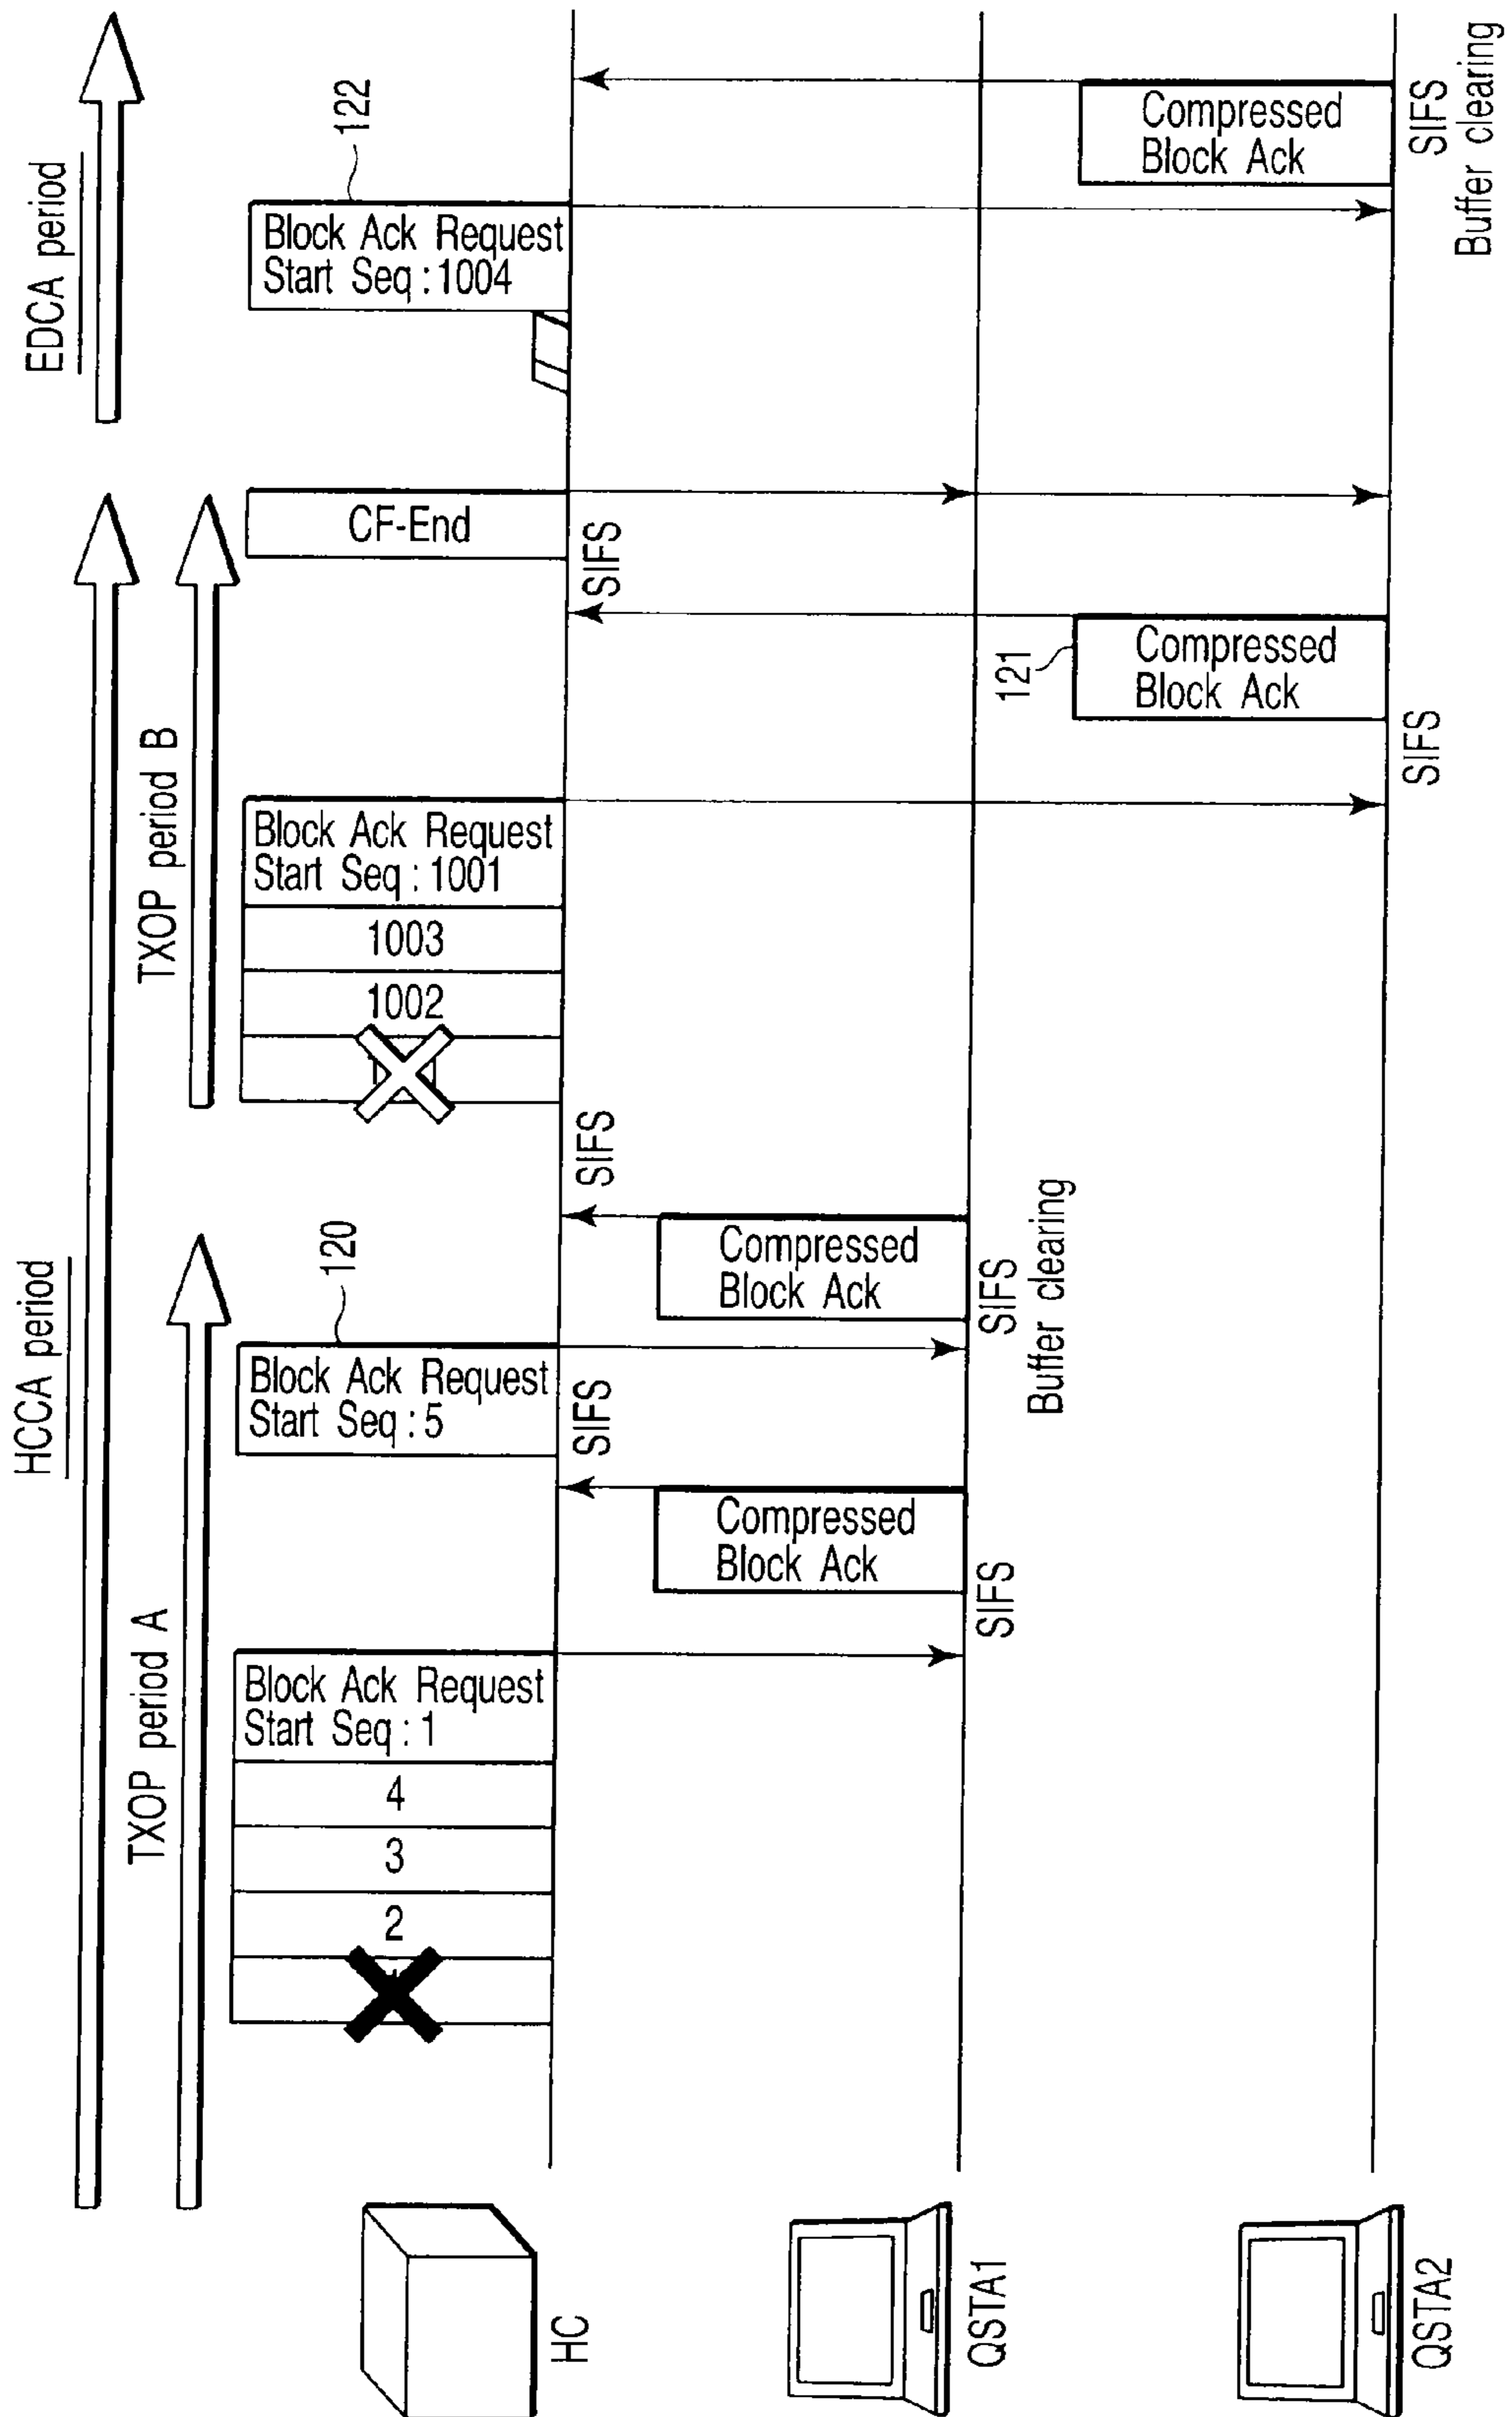 HCCA period
EDCA period
TXOP period A
TXOP period B
2
3
4
Block Ack Request
Start Seq : 1
Block Ack Request
Start Seq : 5
120
1002
1003
Block Ack Request
Start Seq : 1001
CF-End
Block Ack Request
Start Seq : 1004
122
HC
SIFS
SIFS
SIFS
Compressed
Block Ack
Compressed
Block Ack
QSTA1
SIFS
SIFS
Buffer clearing
121
Compressed
Block Ack
Compressed
Block Ack
QSTA2
SIFS
SIFS
Buffer clearing